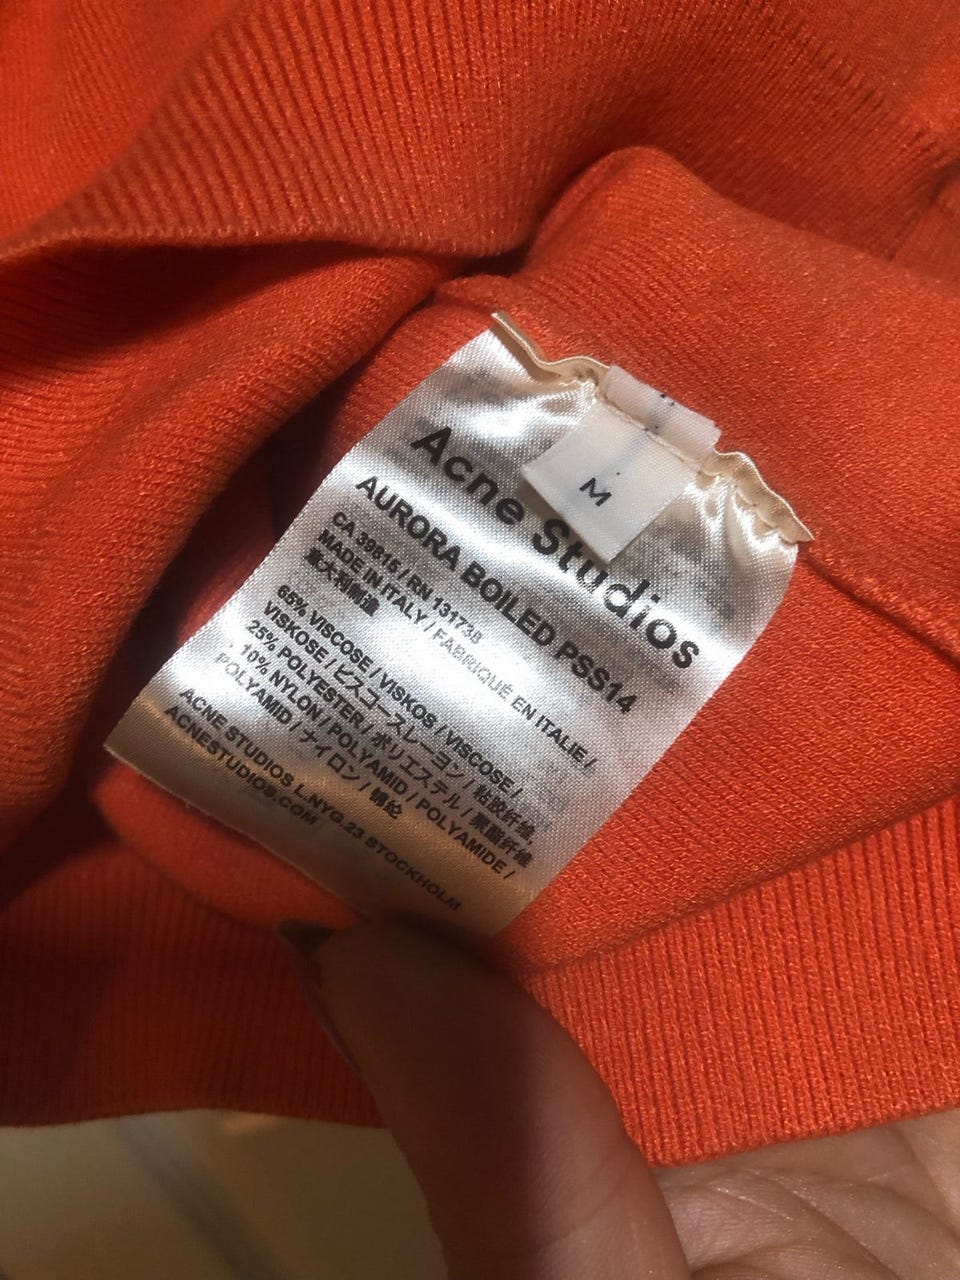 M
Acne Studios
AURORA BOILED PSS14
CA 39815 / RN 131738
MADE IN ITALY / FABRIQUÉ EN ITALIE /
意大利制造
65% VISCOSE / VISKOS / VISCOSE /
VISKOSE / ビスコースレーヨン / 粘胶纤维,
25% POLYESTER / ポリエステル / 聚酯纤维
10% NYLON / POLYAMID / POLYAMIDE /
POLYAMID / ナイロン / 锦纶
ACNE STUDIOS L.NYG.23 STOCKHOLM
ACNESTUDIOS.COM